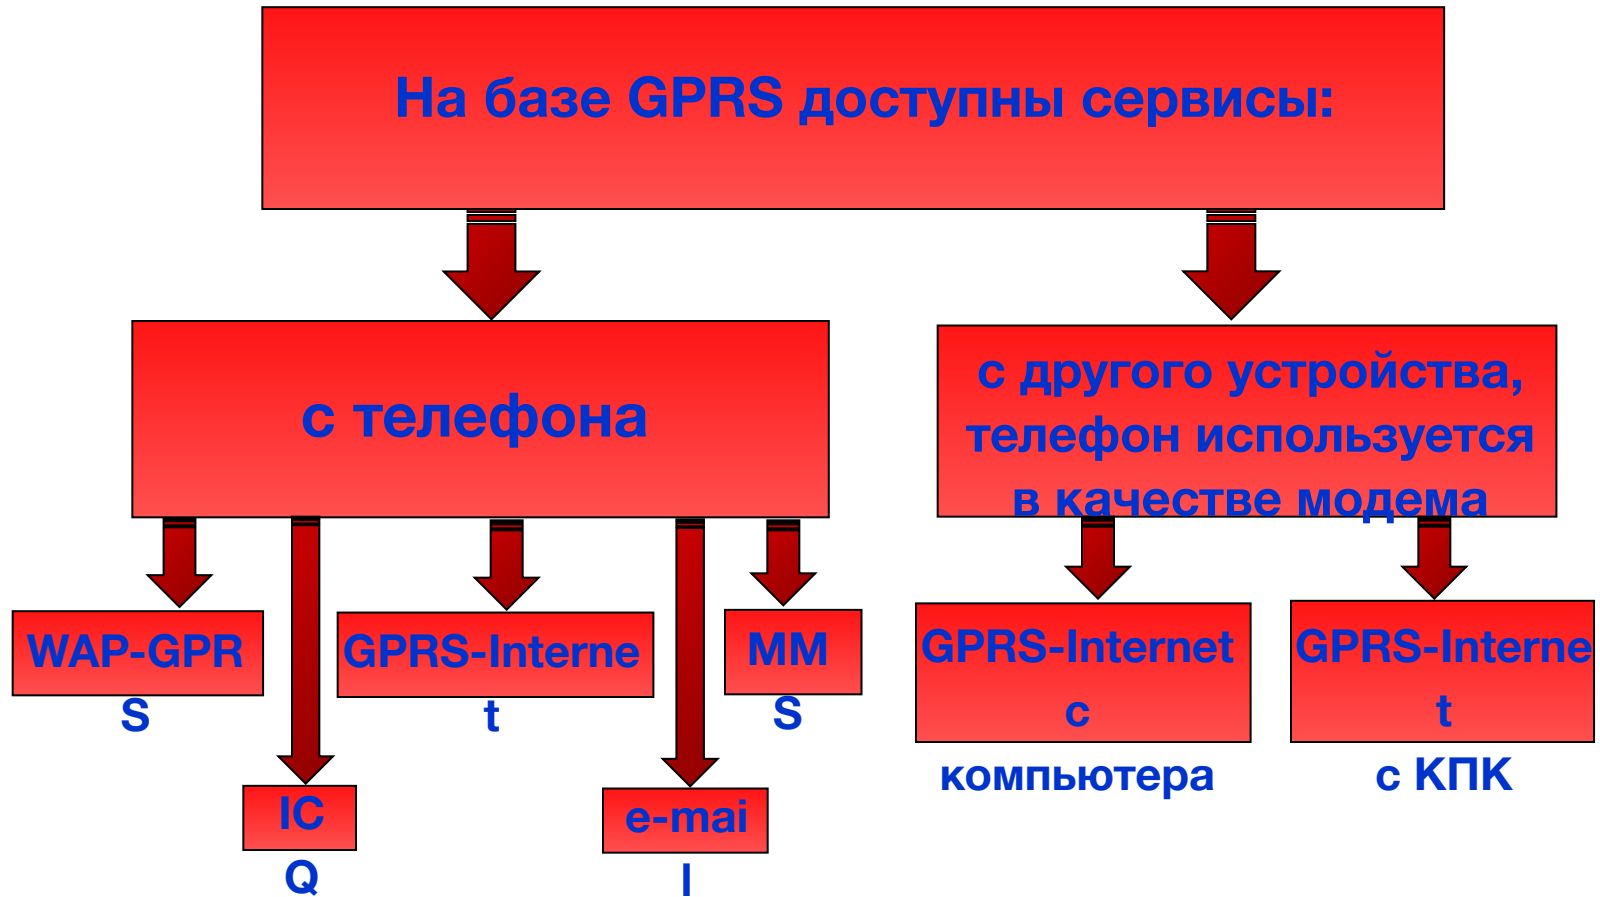 На базе GPRS доступны сервисы:
с телефона
с другого устройства,
телефон используется
в качестве модема
WAP-GPR
S
IC
Q
GPRS-Interne
t
e-mai
l
MM
S
GPRS-Internet
с
компьютера
GPRS-Interne
t
с КПК